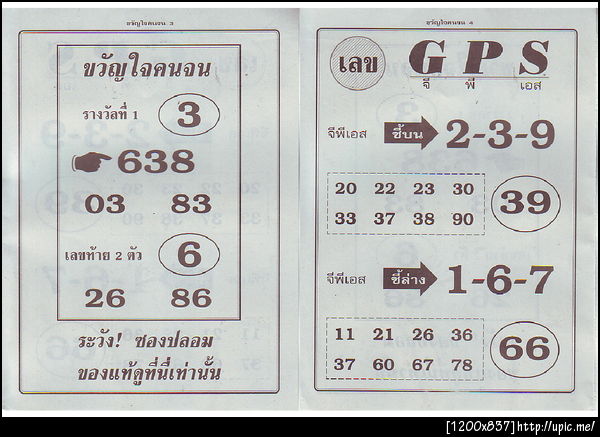 ขวัญใจคนจน 3
ขวัญใจคนจน
รางวัลที่ 1 3
638
03 83
เลขท้าย 2 ตัว 6
26 86
ระวัง! ซองปลอม
ของแท้ดูที่นี่เท่านั้น
ขวัญใจคนจน 4
เลข G P S
จี พี เอส
จีพีเอส ชี้บน 2-3-9
20 22 23 30
33 37 38 90
39
จีพีเอส ชี้ล่าง 1-6-7
11 21 26 36
37 60 67 78
66
[1200x837]http://upic.me/